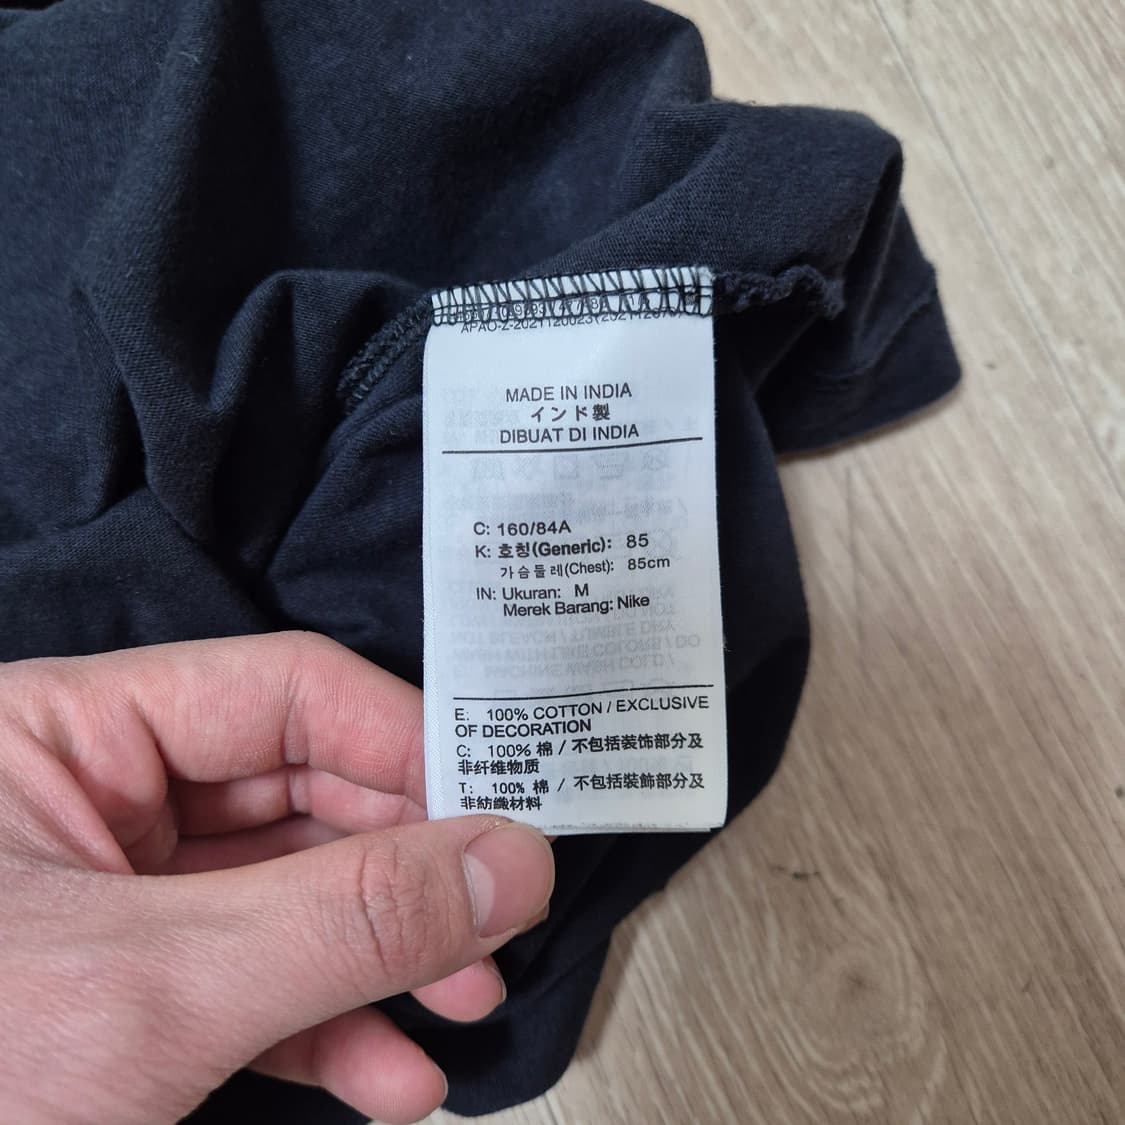 APAO-Z-2021120023
MADE IN INDIA
インド製
DIBUAT DI INDIA
C: 160/84A
K: 호칭(Generic): 85
가슴둘레(Chest): 85cm
IN: Ukuran: M
Merek Barang: Nike
E: 100% COTTON / EXCLUSIVE
OF DECORATION
C: 100% 棉 / 不包括装饰部分及
非纤维物质
T: 100% 棉 / 不包括裝飾部分及
非紡織材料